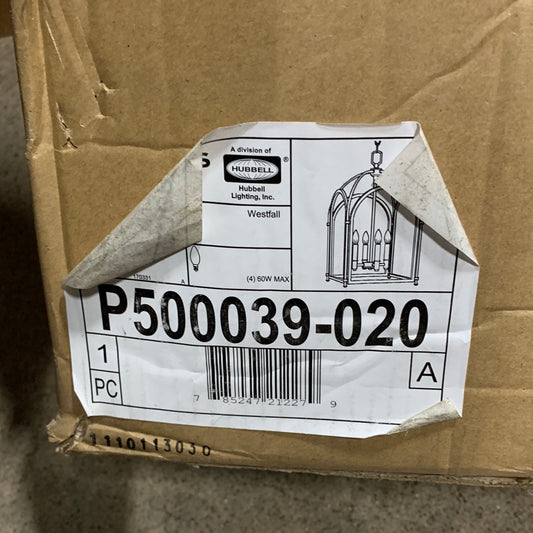 S
A division of
HUBBELL ®
Hubbell
Lighting, Inc.
Westfall
170331 A (4) 60W MAX
P500039-020
1
PC
A
7 85247 21227 9
1110113030